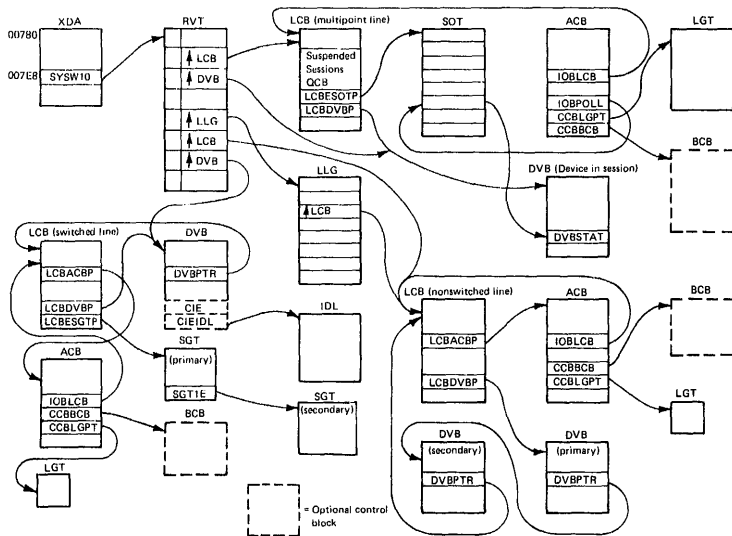 XDA
00780
007E8
SYSW10
RVT
LCB
DVB
LLG
LCB
DVB
LCB (multipoint line)
Suspended
Sessions
QCB
LCBESOTP
LCBDVBP
SOT
ACB
IOBLCB
IOBPOLL
CCBLGPT
CCBBCB
LGT
BCB
DVB (Device in session)
DVBSTAT
LLG
LCB
LCB (switched line)
LCBACBP
LCBDVBP
LCBESGTP
DVB
DVBPTR
CIE
CIEIDL
IDL
SGT
(primary)
SGT1E
SGT
(secondary)
ACB
IOBLCB
CCBBCB
CCBLGPT
LGT
BCB
LCB (nonswitched line)
LCBACBP
LCBDVBP
ACB
IOBLCB
CCBBCB
CCBLGPT
BCB
LGT
DVB
(secondary)
DVBPTR
DVB
(primary)
DVBPTR
= Optional control
block